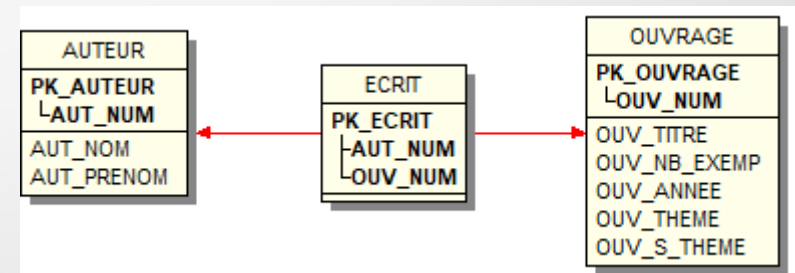 AUTEUR
PK_AUTEUR
AUT_NUM
AUT_NOM
AUT_PRENOM
ECRIT
PK_ECRIT
AUT_NUM
OUV_NUM
OUVRAGE
PK_OUVRAGE
OUV_NUM
OUV_TITRE
OUV_NB_EXEMP
OUV_ANNEE
OUV_THEME
OUV_S_THEME